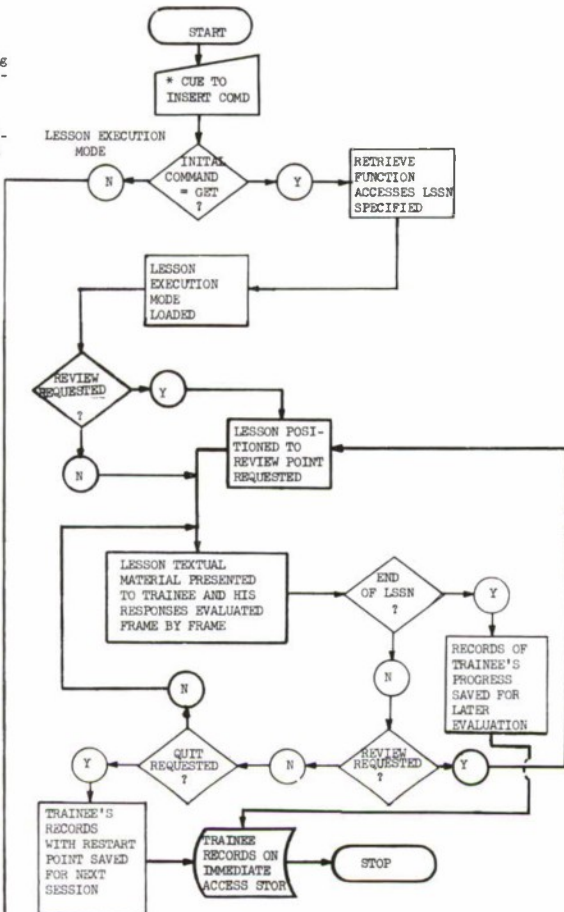 START
* CUE TO
INSERT COMD
LESSON EXECUTION
MODE
N
INITAL
COMMAND
= GET
?
Y
RETRIEVE
FUNCTION
ACCESSES LSSN
SPECIFIED
LESSON
EXECUTION
MODE
LOADED
REVIEW
REQUESTED
?
Y
N
LESSON POSI-
TIONED TO
REVIEW POINT
REQUESTED
LESSON TEXTUAL
MATERIAL PRESENTED
TO TRAINEE AND HIS
RESPONSES EVALUATED
FRAME BY FRAME
END
OF LSSN
?
Y
RECORDS OF
TRAINEE'S
PROGRESS
SAVED FOR
LATER
EVALUATION
N
REVIEW
REQUESTED
?
Y
N
QUIT
REQUESTED
?
N
Y
TRAINEE'S
RECORDS
WITH RESTART
POINT SAVED
FOR NEXT
SESSION
TRAINEE
RECORDS ON
IMMEDIATE
ACCESS STOR
STOP